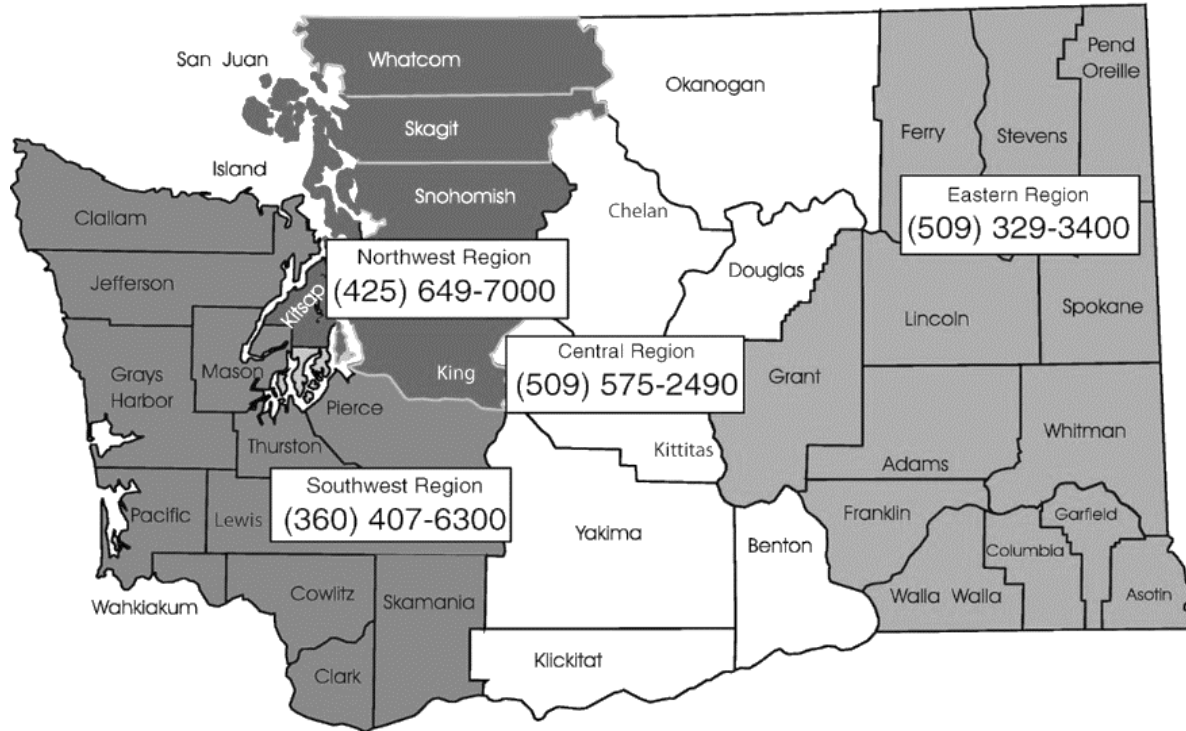 San Juan
Whatcom
Okanogan
Pend
Oreille
Skagit
Ferry
Stevens
Island
Snohomish
Chelan
Clallam
Eastern Region
(509) 329-3400
Northwest Region
(425) 649-7000
Douglas
Jefferson
Kitsap
Lincoln
Spokane
Central Region
(509) 575-2490
Grays
Harbor
Mason
King
Grant
Pierce
Thurston
Kittitas
Adams
Whitman
Southwest Region
(360) 407-6300
Pacific
Lewis
Yakima
Benton
Franklin
Garfield
Columbia
Wahkiakum
Cowlitz
Skamania
Walla Walla
Asotin
Klickitat
Clark